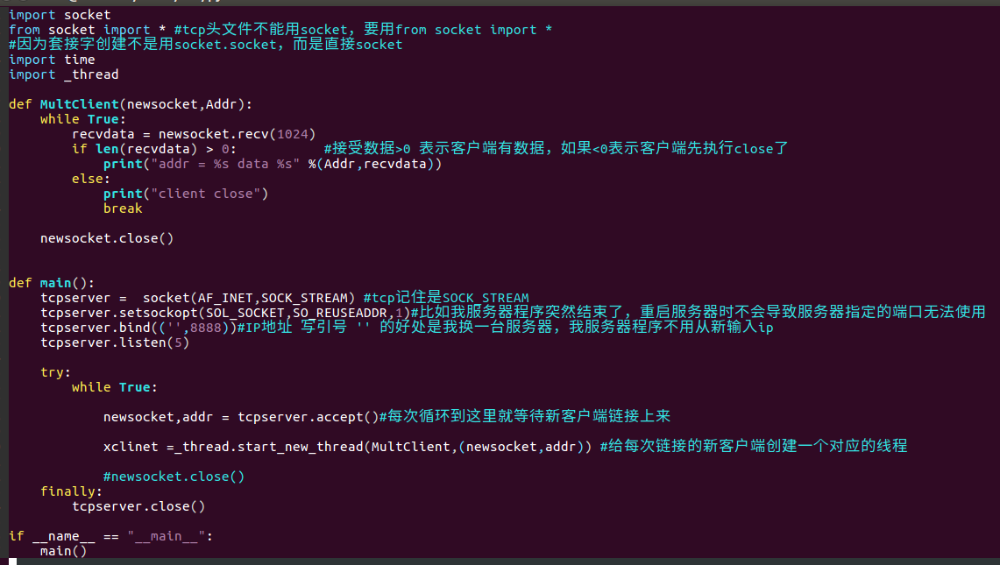 import socket
from socket import * #tcp头文件不能用socket，要用from socket import *
#因为套接字创建不是用socket.socket，而是直接socket
import time
import _thread
def MultClient(newsocket,Addr):
    while True:
        recvdata = newsocket.recv(1024)
        if len(recvdata) > 0:           #接受数据>0 表示客户端有数据，如果<0表示客户端先执行close了
            print("addr = %s data %s" %(Addr,recvdata))
        else:
            print("client close")
            break
    newsocket.close()
def main():
    tcpserver =  socket(AF_INET,SOCK_STREAM) #tcp记住是SOCK_STREAM
    tcpserver.setsockopt(SOL_SOCKET,SO_REUSEADDR,1)#比如我服务器程序突然结束了，重启服务器时不会导致服务器指定的端口无法使用
    tcpserver.bind(('',8888))#IP地址 写引号 '' 的好处是我换一台服务器，我服务器程序不用从新输入ip
    tcpserver.listen(5)
    try:
        while True:
            newsocket,addr = tcpserver.accept()#每次循环到这里就等待新客户端链接上来
            xclinet =_thread.start_new_thread(MultClient,(newsocket,addr)) #给每次链接的新客户端创建一个对应的线程
            #newsocket.close()
    finally:
        tcpserver.close()
if __name__ == "__main__":
    main()